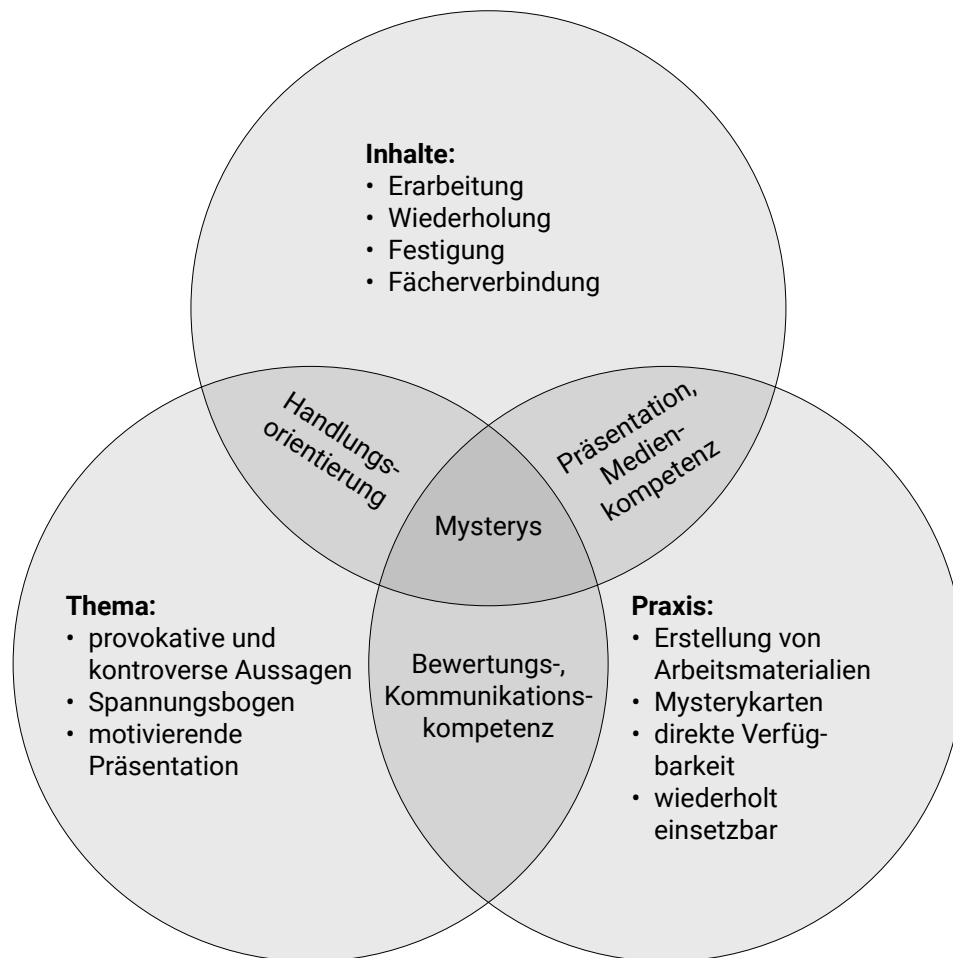 Inhalte:
• Erarbeitung
• Wiederholung
• Festigung
• Fächerverbindung
Handlungs-
orientierung
Präsentation,
Medien-
kompetenz
Mysterys
Thema:
• provokative und
kontroverse Aussagen
• Spannungsbogen
• motivierende
Präsentation
Bewertungs-,
Kommunikations-
kompetenz
Praxis:
• Erstellung von
Arbeitsmaterialien
• Mysterykarten
• direkte Verfüg-
barkeit
• wiederholt
einsetzbar